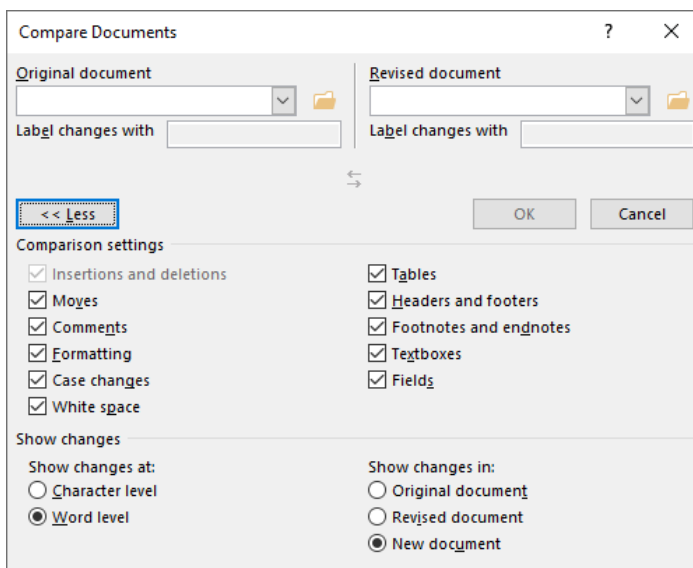 Compare Documents ? ×
Original document
Label changes with
Revised document
Label changes with
<< Less
OK Cancel
Comparison settings
Insertions and deletions
Moves
Comments
Formatting
Case changes
White space
Tables
Headers and footers
Footnotes and endnotes
Textboxes
Fields
Show changes
Show changes at:
Character level
Word level
Show changes in:
Original document
Revised document
New document